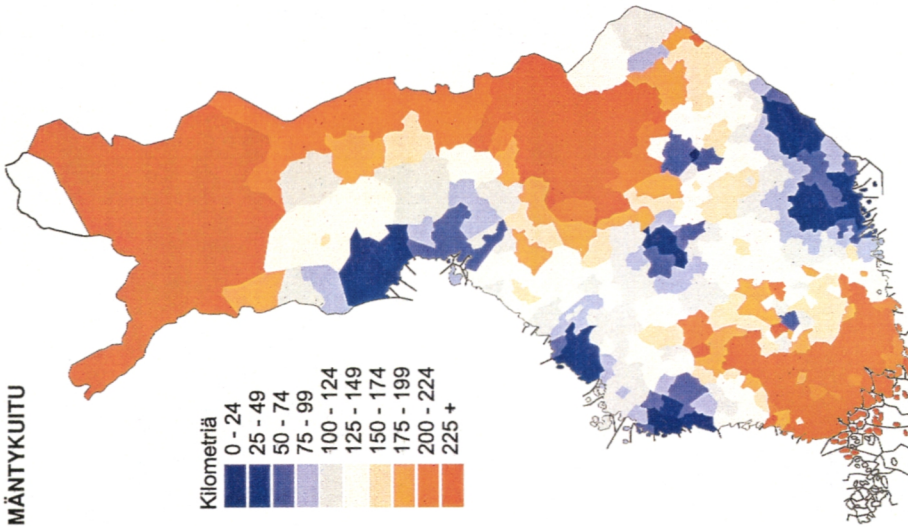 MÄNTYKUITU
Kilometriä
0 - 24
25 - 49
50 - 74
75 - 99
100 - 124
125 - 149
150 - 174
175 - 199
200 - 224
225 +